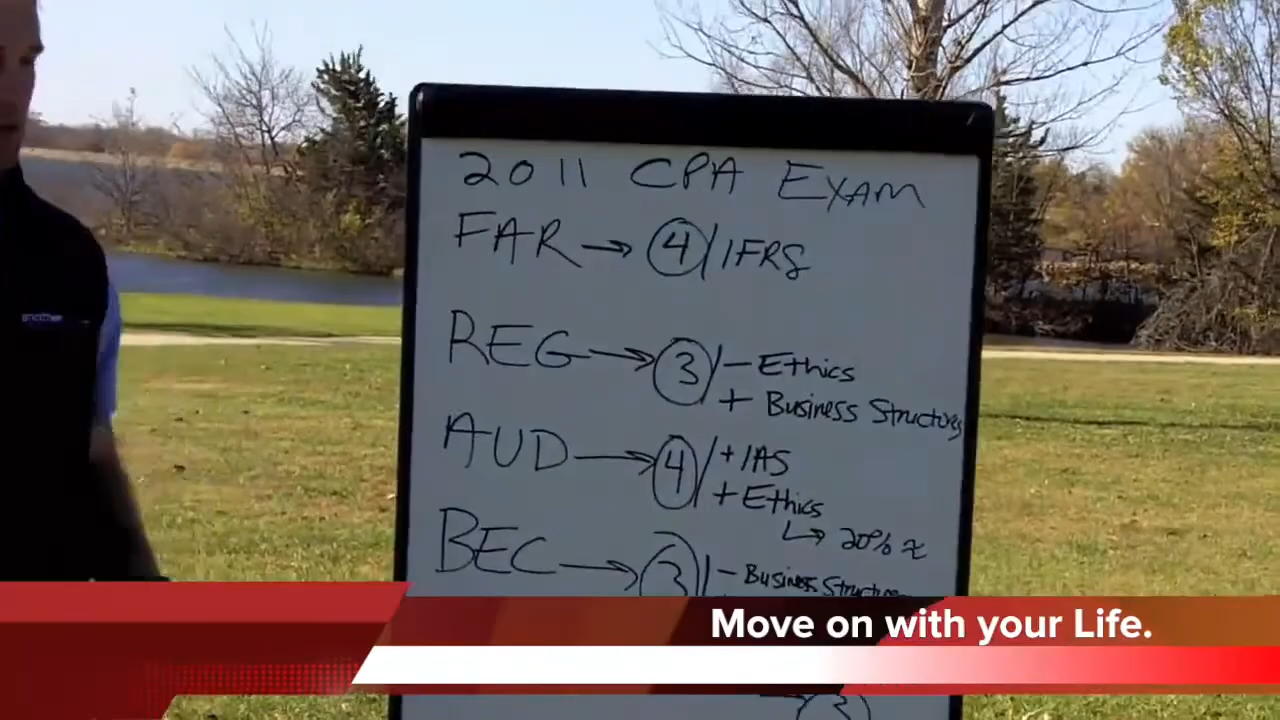 2011 CPA EXAM
FAR → 4/IFRS
REG → 3/- Ethics
+ Business Structures
AUD → 4/+IAS
+ Ethics
↳ 20% ≈
BEC → 3/- Business Structures
Move on with your Life.
3